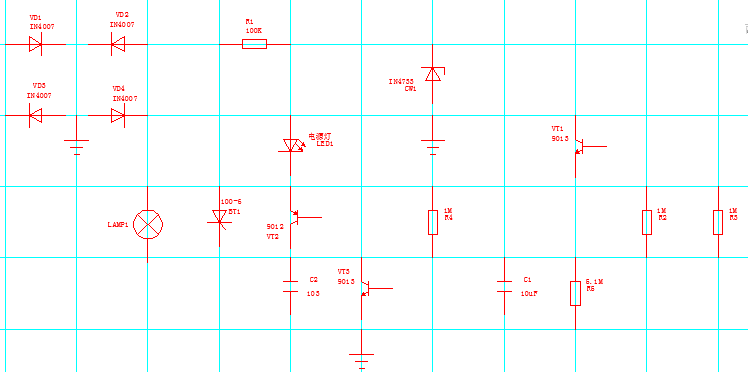 VD1
IN4007
VD2
IN4007
R1
100K
VD3
IN4007
VD4
IN4007
IN4733
CW1
电源灯
LED1
VT1
9013
LAMP1
100-6
BT1
9012
VT2
1M
R4
1M
R2
1M
R3
C2
103
VT3
9013
C1
10uF
5.1M
R5